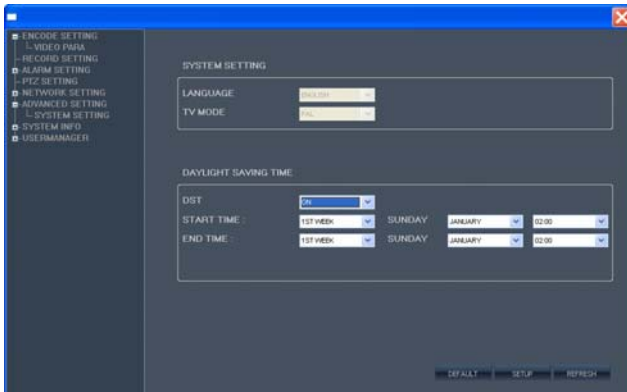 ENCODE SETTING
VIDEO PARA
RECORD SETTING
ALARM SETTING
PTZ SETTING
NETWORK SETTING
ADVANCED SETTING
SYSTEM SETTING
SYSTEM INFO
USERMANAGER
SYSTEM SETTING
LANGUAGE ENGLISH
TV MODE PAL
DAYLIGHT SAVING TIME
DST ON
START TIME : 1ST WEEK SUNDAY JANUARY 02:00
END TIME : 1ST WEEK SUNDAY JANUARY 02:00
DEFAULT SETUP REFRESH